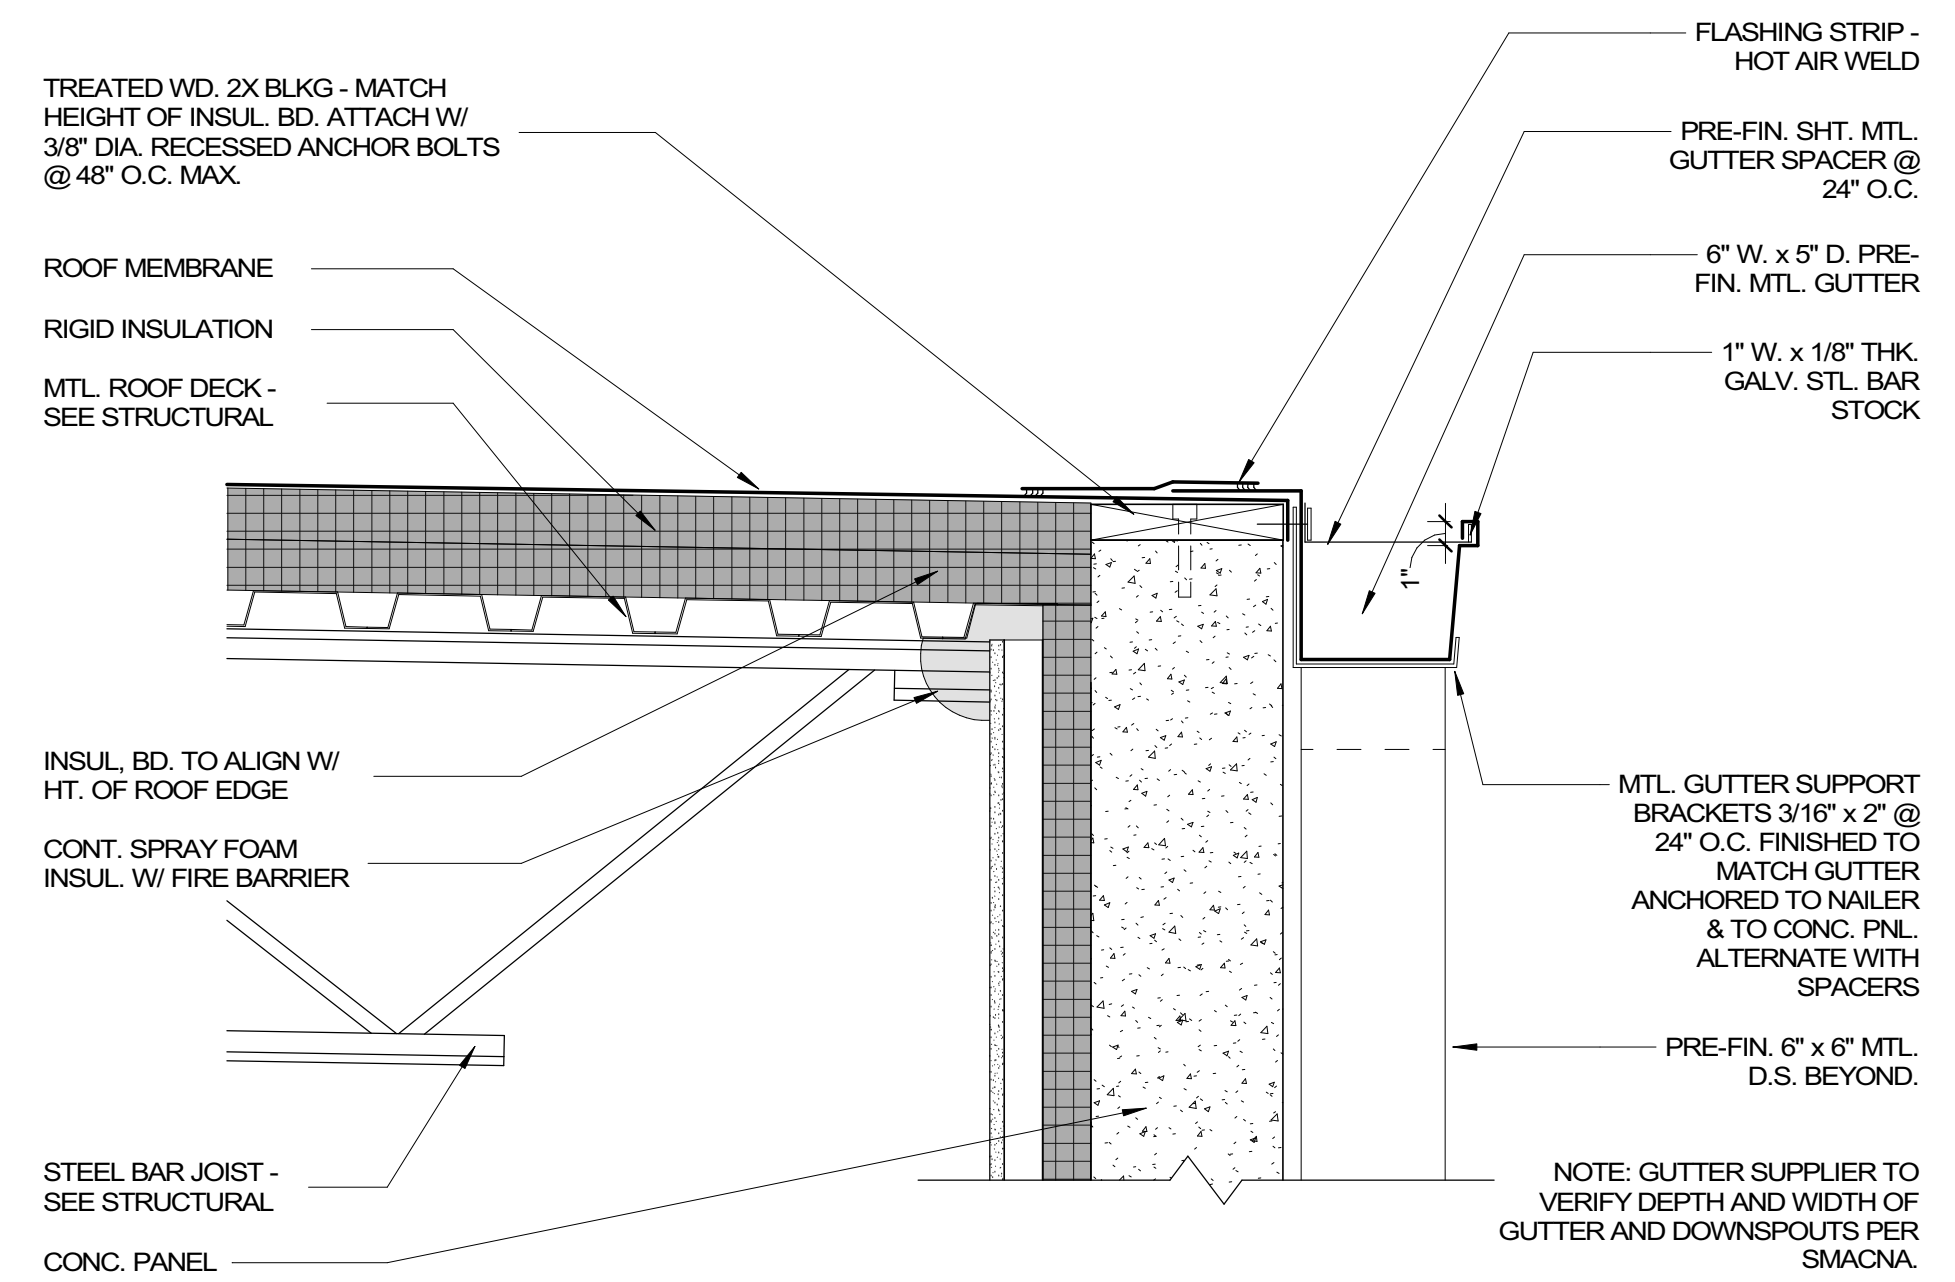 TREATED WD. 2X BLKG - MATCH
HEIGHT OF INSUL. BD. ATTACH W/
3/8" DIA. RECESSED ANCHOR BOLTS
@ 48" O.C. MAX.
ROOF MEMBRANE
RIGID INSULATION
MTL. ROOF DECK -
SEE STRUCTURAL
INSUL, BD. TO ALIGN W/
HT. OF ROOF EDGE
CONT. SPRAY FOAM
INSUL. W/ FIRE BARRIER
STEEL BAR JOIST -
SEE STRUCTURAL
CONC. PANEL
FLASHING STRIP -
HOT AIR WELD
PRE-FIN. SHT. MTL.
GUTTER SPACER @
24" O.C.
6" W. x 5" D. PRE-
FIN. MTL. GUTTER
1" W. x 1/8" THK.
GALV. STL. BAR
STOCK
1"
MTL. GUTTER SUPPORT
BRACKETS 3/16" x 2" @
24" O.C. FINISHED TO
MATCH GUTTER
ANCHORED TO NAILER
& TO CONC. PNL.
ALTERNATE WITH
SPACERS
PRE-FIN. 6" x 6" MTL.
D.S. BEYOND.
NOTE: GUTTER SUPPLIER TO
VERIFY DEPTH AND WIDTH OF
GUTTER AND DOWNSPOUTS PER
SMACNA.